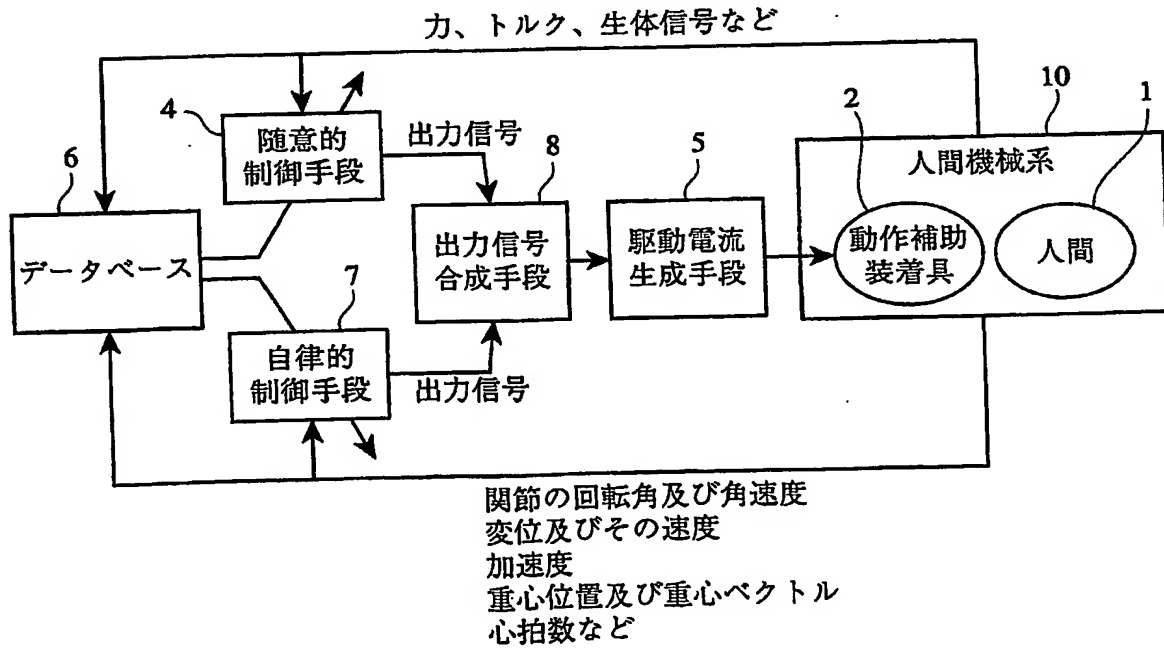 力、トルク、生体信号など
4
随意的
制御手段
出力信号
6
データベース
7
自律的
制御手段
出力信号
8
出力信号
合成手段
5
駆動電流
生成手段
10
1
人間機械系
2
動作補助
装着具
人間
関節の回転角及び角速度
変位及びその速度
加速度
重心位置及び重心ベクトル
心拍数など